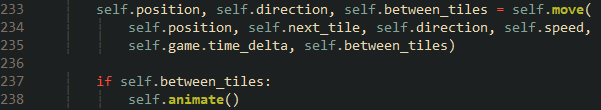 233 self.position, self.direction, self.between_tiles = self.move(
234 self.position, self.next_tile, self.direction, self.speed,
235 self.game.time_delta, self.between_tiles)
236
237 if self.between_tiles:
238 self.animate()